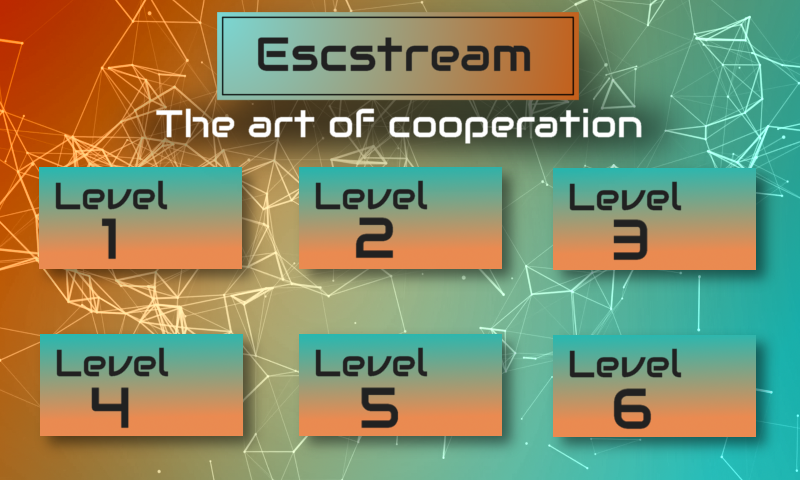 Escstream
The art of cooperation
Level
1
Level
2
Level
3
Level
4
Level
5
Level
6